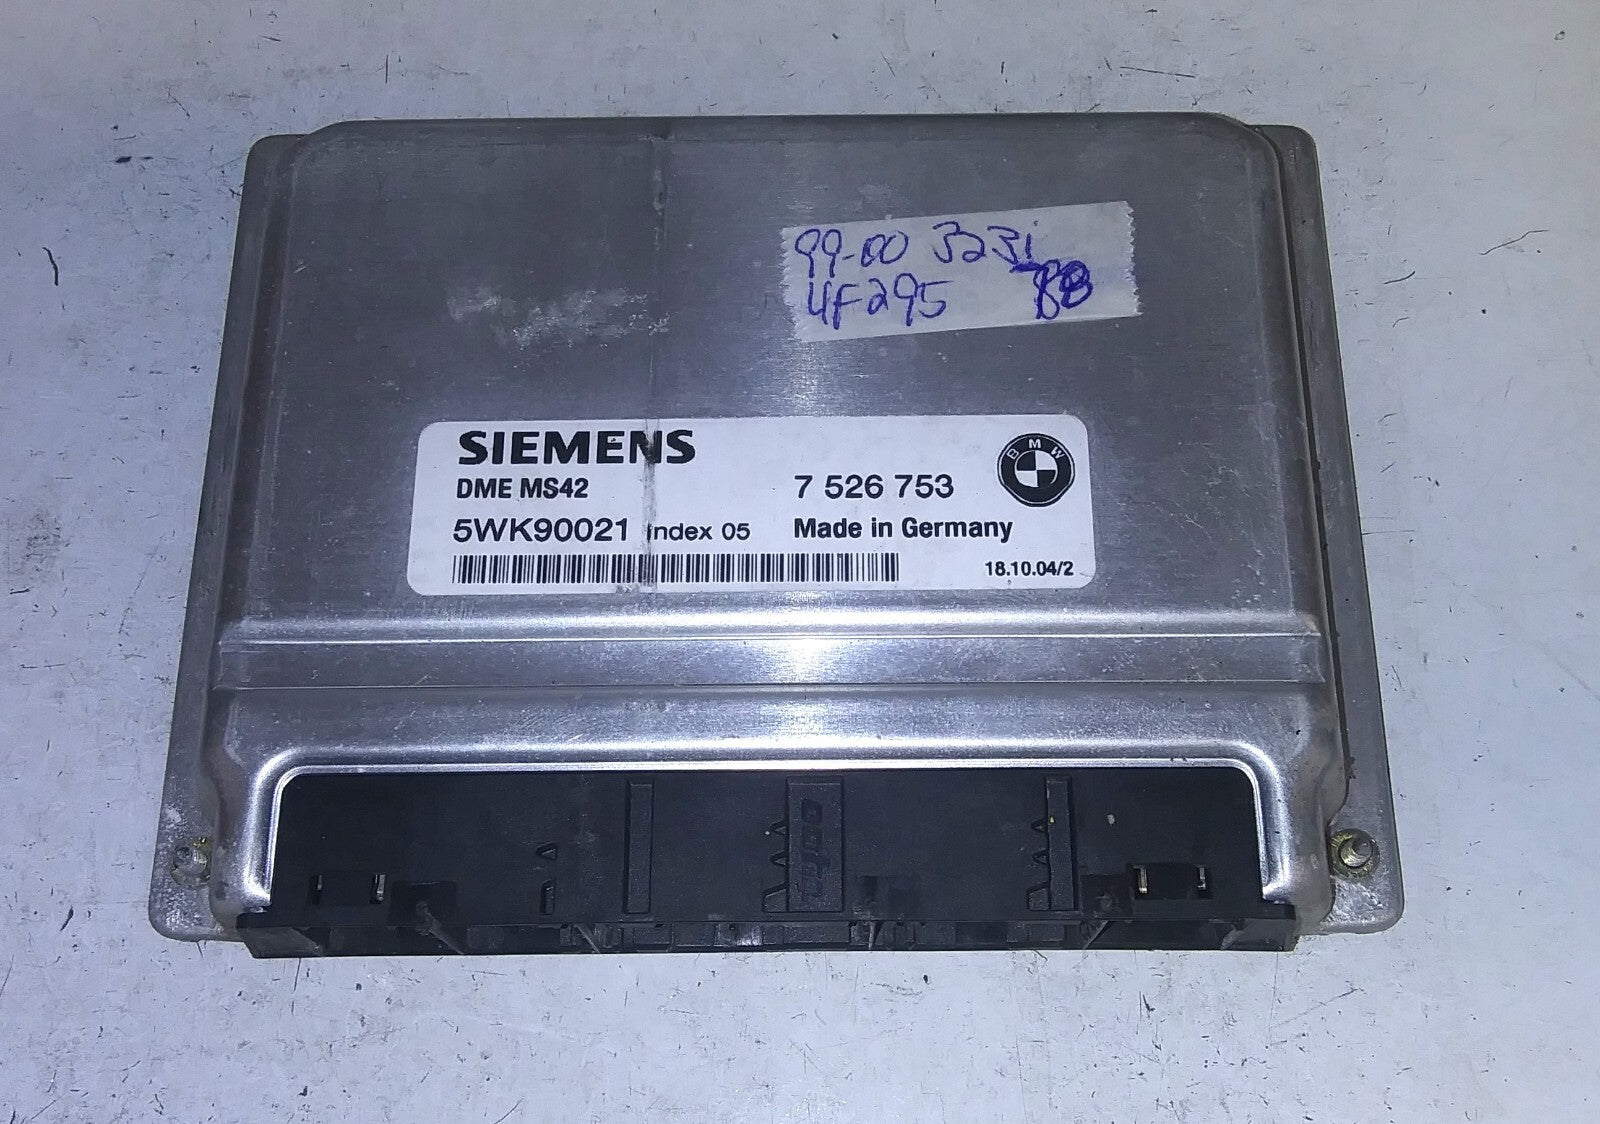 99-00 323i
4F295 88
SIEMENS
DME MS42
7 526 753
BMW
5WK90021 Index 05
Made in Germany
18.10.04/2